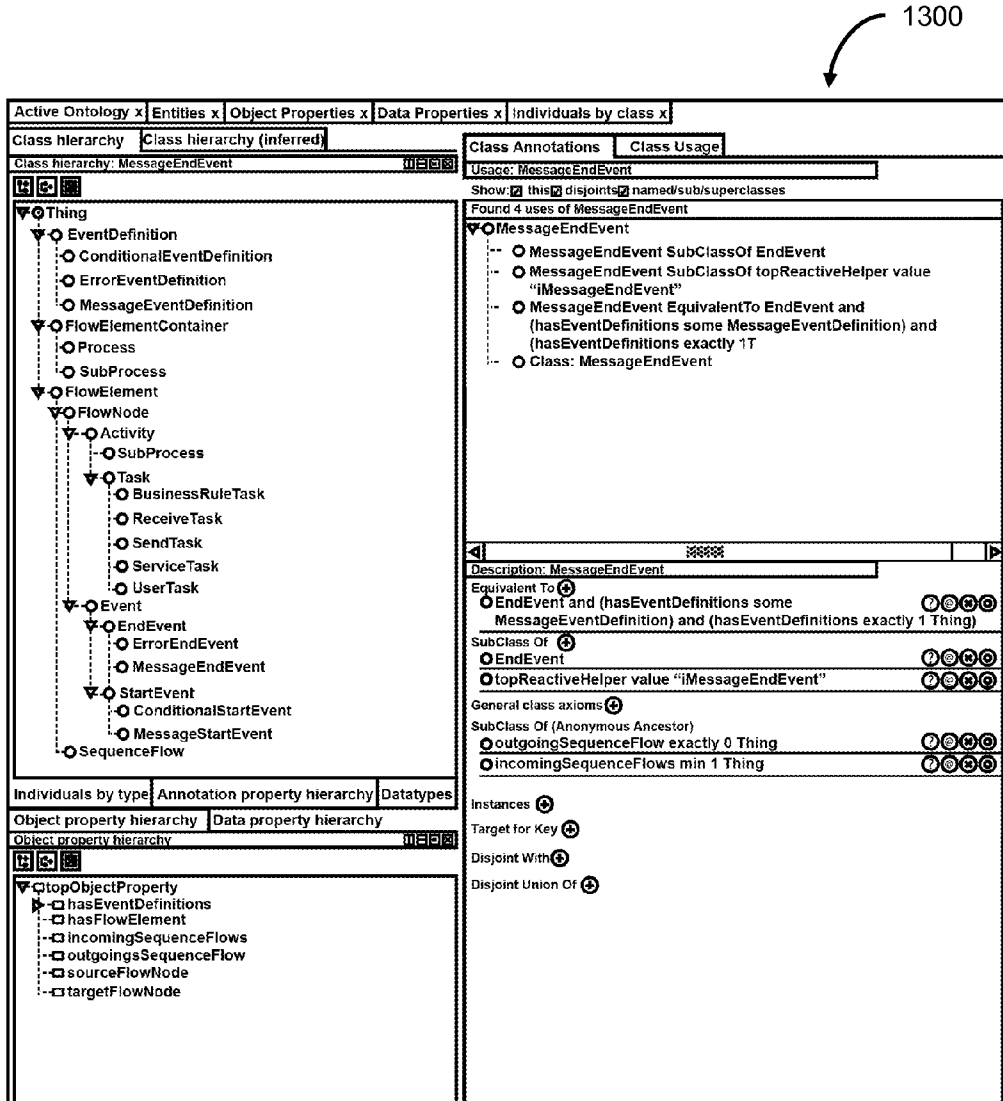 1300
Active Ontology x Entities x Object Properties x Data Properties x Individuals by class x
Class hierarchy Class hierarchy (inferred)
Class hierarchy: MessageEndEvent
Thing
EventDefinition
ConditionalEventDefinition
ErrorEventDefinition
MessageEventDefinition
FlowElementContainer
Process
SubProcess
FlowElement
FlowNode
Activity
SubProcess
Task
BusinessRuleTask
ReceiveTask
SendTask
ServiceTask
UserTask
Event
EndEvent
ErrorEndEvent
MessageEndEvent
StartEvent
ConditionalStartEvent
MessageStartEvent
SequenceFlow
Individuals by type Annotation property hierarchy Datatypes
Object property hierarchy Data property hierarchy
Object property hierarchy
topObjectProperty
hasEventDefinitions
hasFlowElement
incomingSequenceFlows
outgoingsSequenceFlow
sourceFlowNode
targetFlowNode
Class Annotations Class Usage
Usage: MessageEndEvent
Show: this disjoints named/sub/superclasses
Found 4 uses of MessageEndEvent
MessageEndEvent
MessageEndEvent SubClassOf EndEvent
MessageEndEvent SubClassOf topReactiveHelper value
“iMessageEndEvent”
MessageEndEvent EquivalentTo EndEvent and
(hasEventDefinitions some MessageEventDefinition) and
(hasEventDefinitions exactly 1T
Class: MessageEndEvent
Description: MessageEndEvent
Equivalent To
EndEvent and (hasEventDefinitions some
MessageEventDefinition) and (hasEventDefinitions exactly 1 Thing)
SubClass Of
EndEvent
topReactiveHelper value “iMessageEndEvent”
General class axioms
SubClass Of (Anonymous Ancestor)
outgoingSequenceFlow exactly 0 Thing
incomingSequenceFlows min 1 Thing
Instances
Target for Key
Disjoint With
Disjoint Union Of